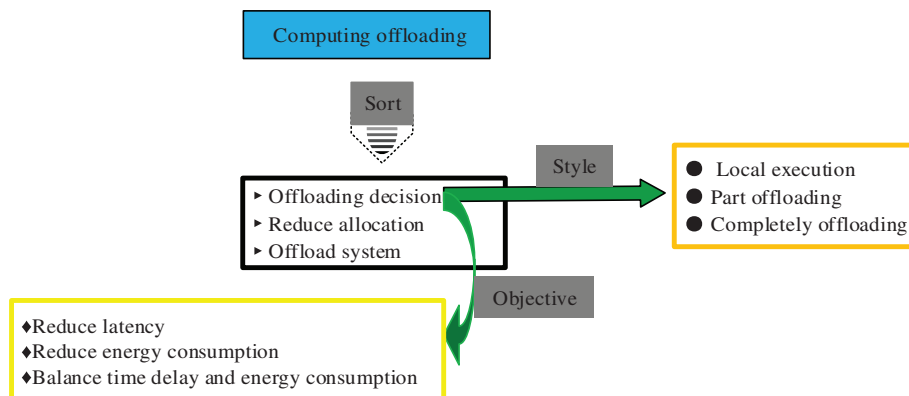 Computing offloading
Sort
Style
● Local execution
● Part offloading
● Completely offloading
▸ Offloading decision
▸ Reduce allocation
▸ Offload system
Objective
♦Reduce latency
♦Reduce energy consumption
♦Balance time delay and energy consumption